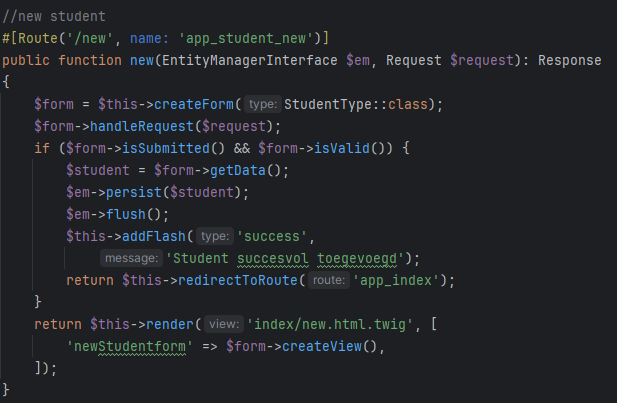 //new student
#[Route('/new', name: 'app_student_new')]
public function new(EntityManagerInterface $em, Request $request): Response
{
    $form = $this->createForm( type: StudentType::class);
    $form->handleRequest($request);
    if ($form->isSubmitted() && $form->isValid()) {
        $student = $form->getData();
        $em->persist($student);
        $em->flush();
        $this->addFlash( type: 'success',
            message: 'Student succesvol toegevoegd');
        return $this->redirectToRoute( route: 'app_index');
    }
    return $this->render( view: 'index/new.html.twig', [
        'newStudentform' => $form->createView(),
    ]);
}